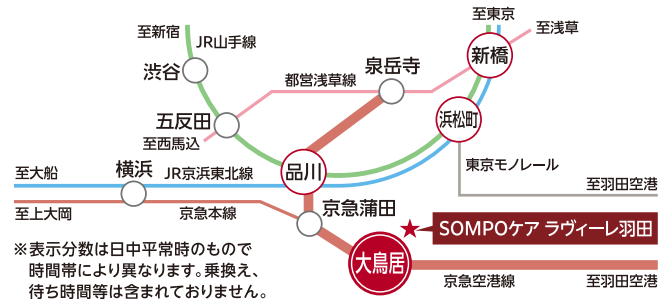 至東京
至新宿
JR山手線
新橋
至浅草
渋谷
泉岳寺
都営浅草線
五反田
浜松町
至西馬込
東京モノレール
至大船
横浜
JR京浜東北線
品川
至羽田空港
至上大岡
京急本線
京急蒲田
SOMPOケア ラヴィーレ羽田
※表示分数は日中平常時のもので
時間帯により異なります。乗換え、
待ち時間等は含まれておりません。
大鳥居
京急空港線
至羽田空港